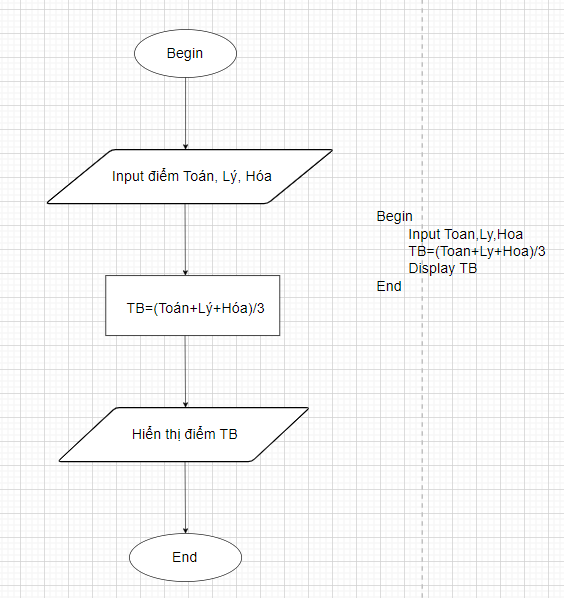 Begin
Input điểm Toán, Lý, Hóa
TB=(Toán+Lý+Hóa)/3
Hiển thị điểm TB
End
Begin
Input Toan,Ly,Hoa
TB=(Toan+Ly+Hoa)/3
Display TB
End